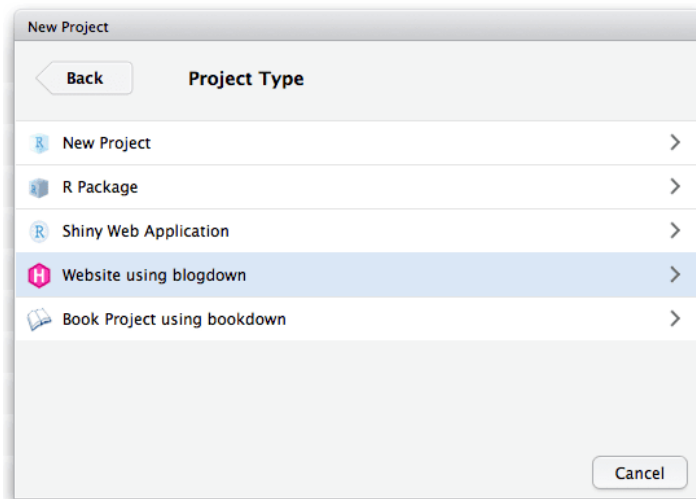 New Project
Back
Project Type
New Project
R Package
Shiny Web Application
Website using blogdown
Book Project using bookdown
Cancel